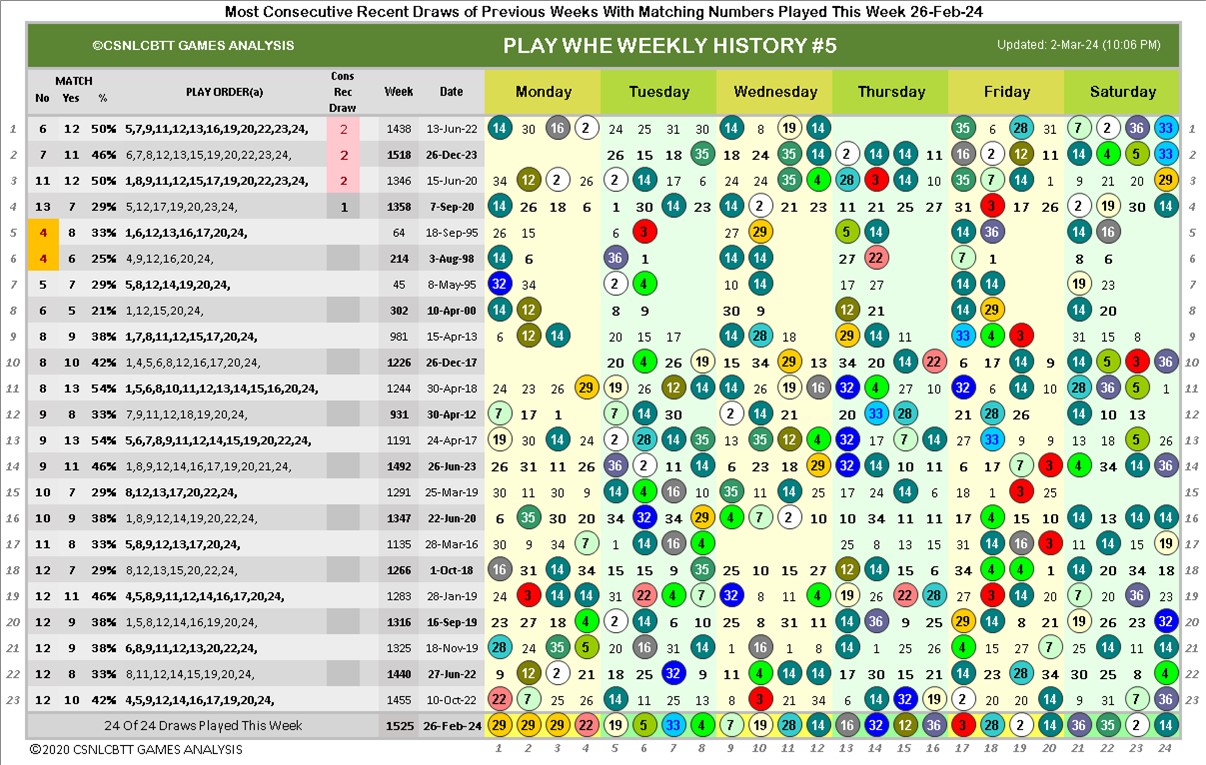 Most Consecutive Recent Draws of Previous Weeks With Matching Numbers Played This Week 26-Feb-24
©CSNLCBTT GAMES ANALYSIS PLAY WHE WEEKLY HISTORY #5 Updated: 2-Mar-24 (10:06 PM)
No MATCH Yes % PLAY ORDER(a) Cons Rec Draw Week Date Monday Tuesday Wednesday Thursday Friday Saturday
1 6 12 50% 5,7,9,11,12,13,16,19,20,22,23,24, 2 1438 13-Jun-22 14 30 16 2 24 25 31 30 14 8 19 14 35 6 28 31 7 2 36 33 1
2 7 11 46% 6,7,8,12,13,15,19,20,22,23,24, 2 1518 26-Dec-23 26 15 18 35 18 24 35 14 2 14 14 11 16 2 12 11 14 4 5 33 2
3 11 12 50% 1,8,9,11,12,15,17,19,20,22,23,24, 2 1346 15-Jun-20 34 12 2 26 2 14 17 6 24 24 35 4 28 3 14 10 35 7 14 1 9 21 20 29 3
4 13 7 29% 5,12,17,19,20,23,24, 1 1358 7-Sep-20 14 26 18 6 1 30 14 23 14 2 21 23 11 21 25 27 31 3 17 26 2 19 30 14 4
5 4 8 33% 1,6,12,13,16,17,20,24, 64 18-Sep-95 26 15 6 3 27 29 5 14 14 36 14 16 5
6 4 6 25% 4,9,12,16,20,24, 214 3-Aug-98 14 6 36 1 14 14 27 22 7 1 8 6 6
7 5 7 29% 5,8,12,14,19,20,24, 45 8-May-95 32 34 2 4 10 14 17 27 14 14 19 23 7
8 6 5 21% 1,12,15,20,24, 302 10-Apr-00 14 12 8 9 30 9 12 21 14 29 14 20 8
9 8 9 38% 1,7,8,11,12,15,17,20,24, 981 15-Apr-13 6 12 14 20 15 17 14 28 18 29 14 11 33 4 3 31 15 8 9
10 8 10 42% 1,4,5,6,8,12,16,17,20,24, 1226 26-Dec-17 20 4 26 19 15 34 29 13 34 20 14 22 6 17 14 9 14 5 3 36 10
11 8 13 54% 1,5,6,8,10,11,12,13,14,15,16,20,24, 1244 30-Apr-18 24 23 26 29 19 26 12 14 14 26 19 16 32 4 27 10 32 6 14 10 28 36 5 1 11
12 9 8 33% 7,9,11,12,18,19,20,24, 931 30-Apr-12 7 17 1 7 14 30 2 14 21 20 33 28 21 28 26 14 10 13 12
13 9 13 54% 5,6,7,8,9,11,12,14,15,19,20,22,24, 1191 24-Apr-17 19 30 14 24 2 28 14 35 13 35 12 4 32 17 7 14 27 33 9 9 13 18 5 26 13
14 9 11 46% 1,8,9,12,14,16,17,19,20,21,24, 1492 26-Jun-23 26 31 11 26 36 2 11 14 6 23 18 29 32 14 10 11 6 17 7 3 4 34 14 36 14
15 10 7 29% 8,12,13,17,20,22,24, 1291 25-Mar-19 30 11 30 9 14 4 16 10 35 11 14 25 17 24 14 6 18 1 3 25 15
16 10 9 38% 1,8,9,12,14,19,20,22,24, 1347 22-Jun-20 6 35 30 20 34 32 34 29 4 7 2 10 10 34 11 11 17 4 15 10 14 13 14 14 16
17 11 8 33% 5,8,9,12,13,17,20,24, 1135 28-Mar-16 30 9 34 7 1 14 16 4 25 8 13 15 31 14 16 3 11 14 15 19 17
18 12 7 29% 8,11,13,15,20,22,24, 1266 1-Oct-18 16 31 14 34 15 15 9 35 25 10 15 27 12 14 15 6 34 4 4 1 14 20 34 18 18
19 12 11 46% 4,5,8,9,11,12,14,16,17,20,24, 1283 28-Jan-19 24 3 14 14 31 22 4 7 32 8 11 4 19 26 22 28 27 3 14 20 7 20 36 23 19
20 12 9 38% 1,5,8,12,14,16,19,20,24, 1316 16-Sep-19 23 27 18 4 2 14 6 10 25 8 31 11 14 36 9 25 29 14 8 21 19 26 23 32 20
21 12 9 38% 6,8,9,11,12,13,20,22,24, 1325 18-Nov-19 28 24 35 5 20 16 31 14 1 16 1 8 14 1 25 26 4 15 27 7 25 14 11 14 21
22 12 8 33% 8,11,12,14,15,19,20,24, 1440 27-Jun-22 9 12 2 21 18 25 32 9 11 4 14 14 17 30 20 10 14 23 28 34 30 25 8 4 22
23 12 10 42% 4,5,9,12,14,16,17,19,20,24, 1455 10-Oct-22 22 7 25 26 14 11 25 13 8 3 21 34 6 14 32 19 2 20 20 14 9 31 7 36 23
24 Of 24 Draws Played This Week 1525 26-Feb-24 29 29 29 22 19 5 33 4 7 19 28 14 16 32 12 36 3 28 2 14 36 35 2 14
©2020 CSNLCBTT GAMES ANALYSIS 1 2 3 4 5 6 7 8 9 10 11 12 13 14 15 16 17 18 19 20 21 22 23 24